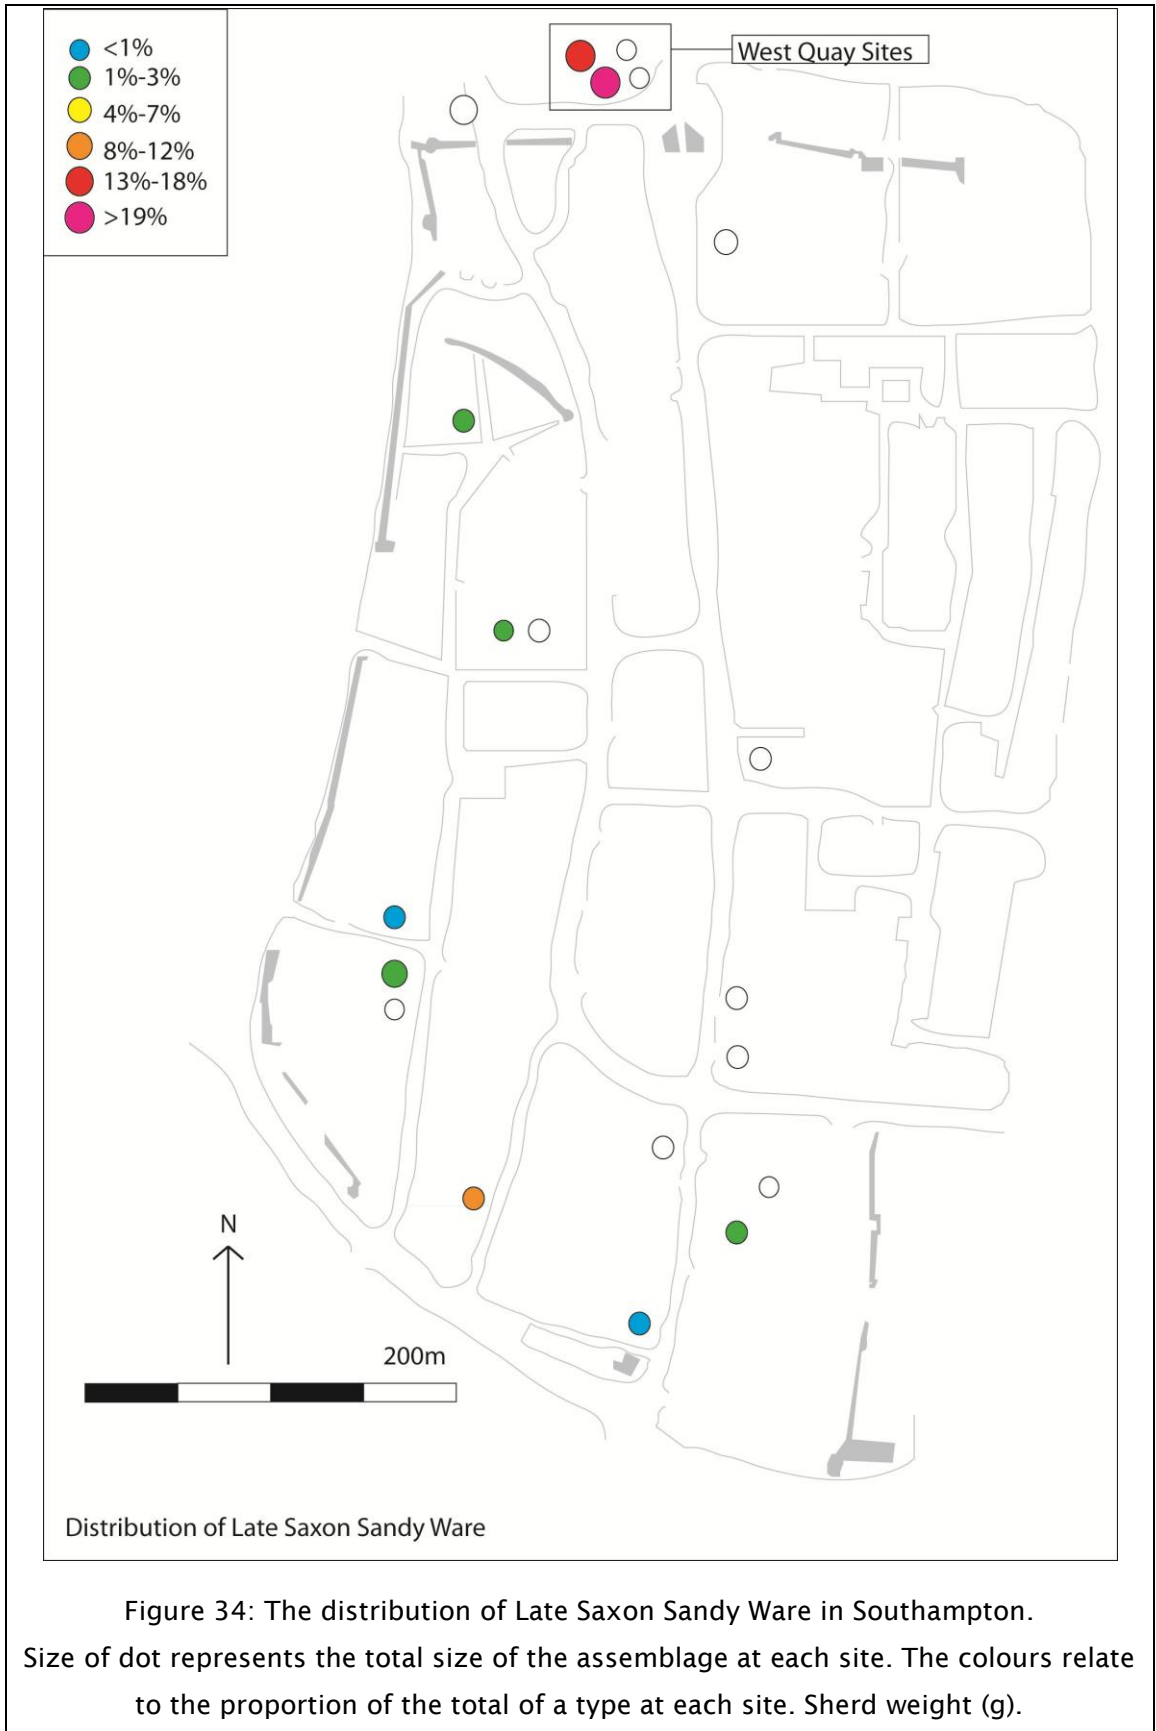 <1%
1%-3%
4%-7%
8%-12%
13%-18%
>19%
West Quay Sites
N
200m
Distribution of Late Saxon Sandy Ware
Figure 34: The distribution of Late Saxon Sandy Ware in Southampton.
Size of dot represents the total size of the assemblage at each site. The colours relate
to the proportion of the total of a type at each site. Sherd weight (g).